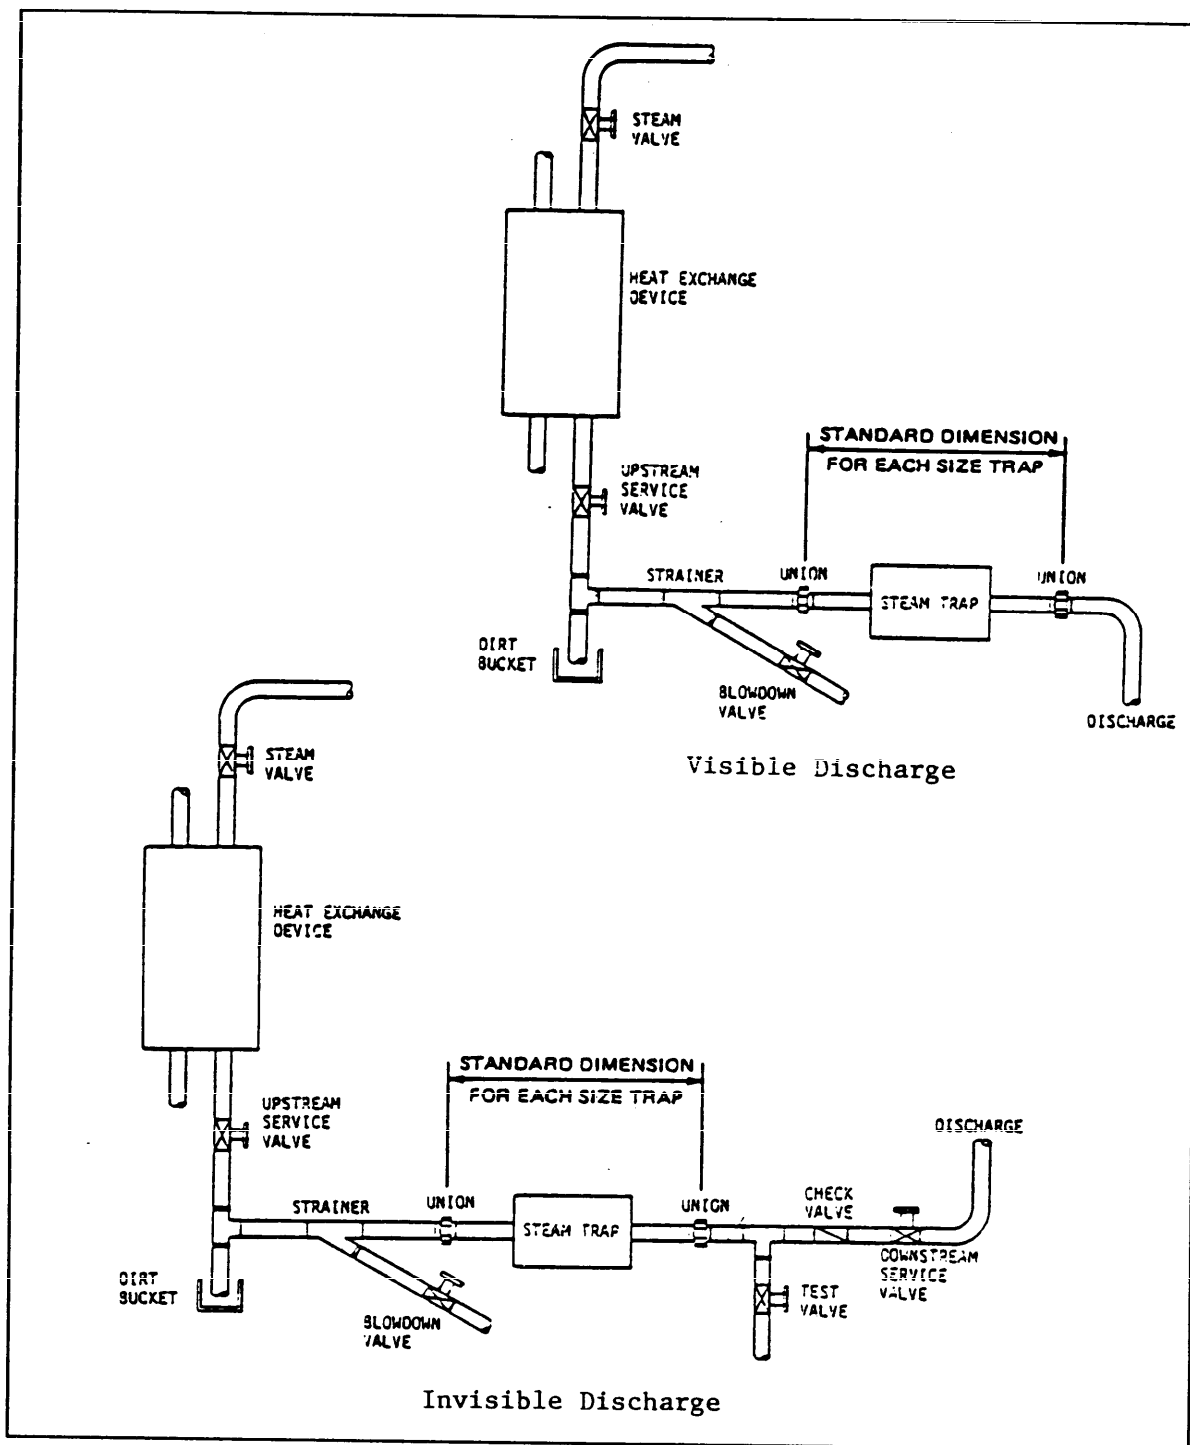 STEAM
VALVE
HEAT EXCHANGE
DEVICE
STANDARD DIMENSION
FOR EACH SIZE TRAP
UPSTREAM
SERVICE
VALVE
STRAINER
UNION
STEAM TRAP
UNION
DIRT
BUCKET
BLOWDOWN
VALVE
DISCHARGE
Visible Discharge
STEAM
VALVE
HEAT EXCHANGE
DEVICE
STANDARD DIMENSION
FOR EACH SIZE TRAP
UPSTREAM
SERVICE
VALVE
DISCHARGE
STRAINER
UNION
STEAM TRAP
UNION
CHECK
VALVE
DOWNSTREAM
SERVICE
VALVE
DIRT
BUCKET
BLOWDOWN
VALVE
TEST
VALVE
Invisible Discharge